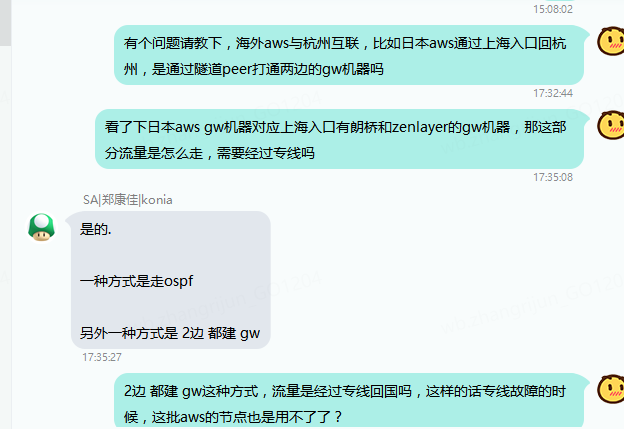 15:08:02
有个问题请教下，海外aws与杭州互联，比如日本aws通过上海入口回杭
州，是通过隧道peer打通两边的gw机器吗
17:32:44
看了下日本aws gw机器对应上海入口有朗桥和zenlayer的gw机器，那这部
分流量是怎么走，需要经过专线吗
17:35:08
SA|郑康佳|konia
是的.
一种方式是走ospf
另外一种方式是 2边 都建 gw
17:35:27
2边 都建 gw这种方式，流量是经过专线回国吗，这样的话专线故障的时
候，这批aws的节点也是用不了了？